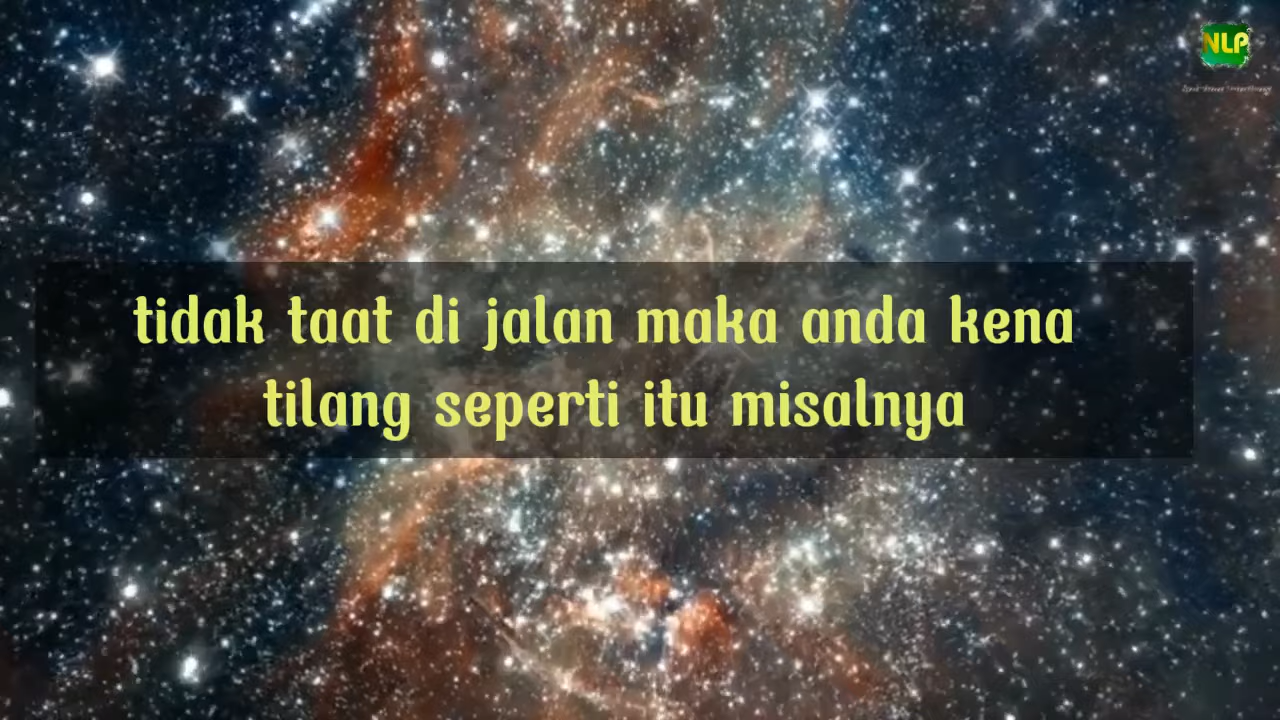 NLP
tidak taat di jalan maka anda kena
tilang seperti itu misalnya